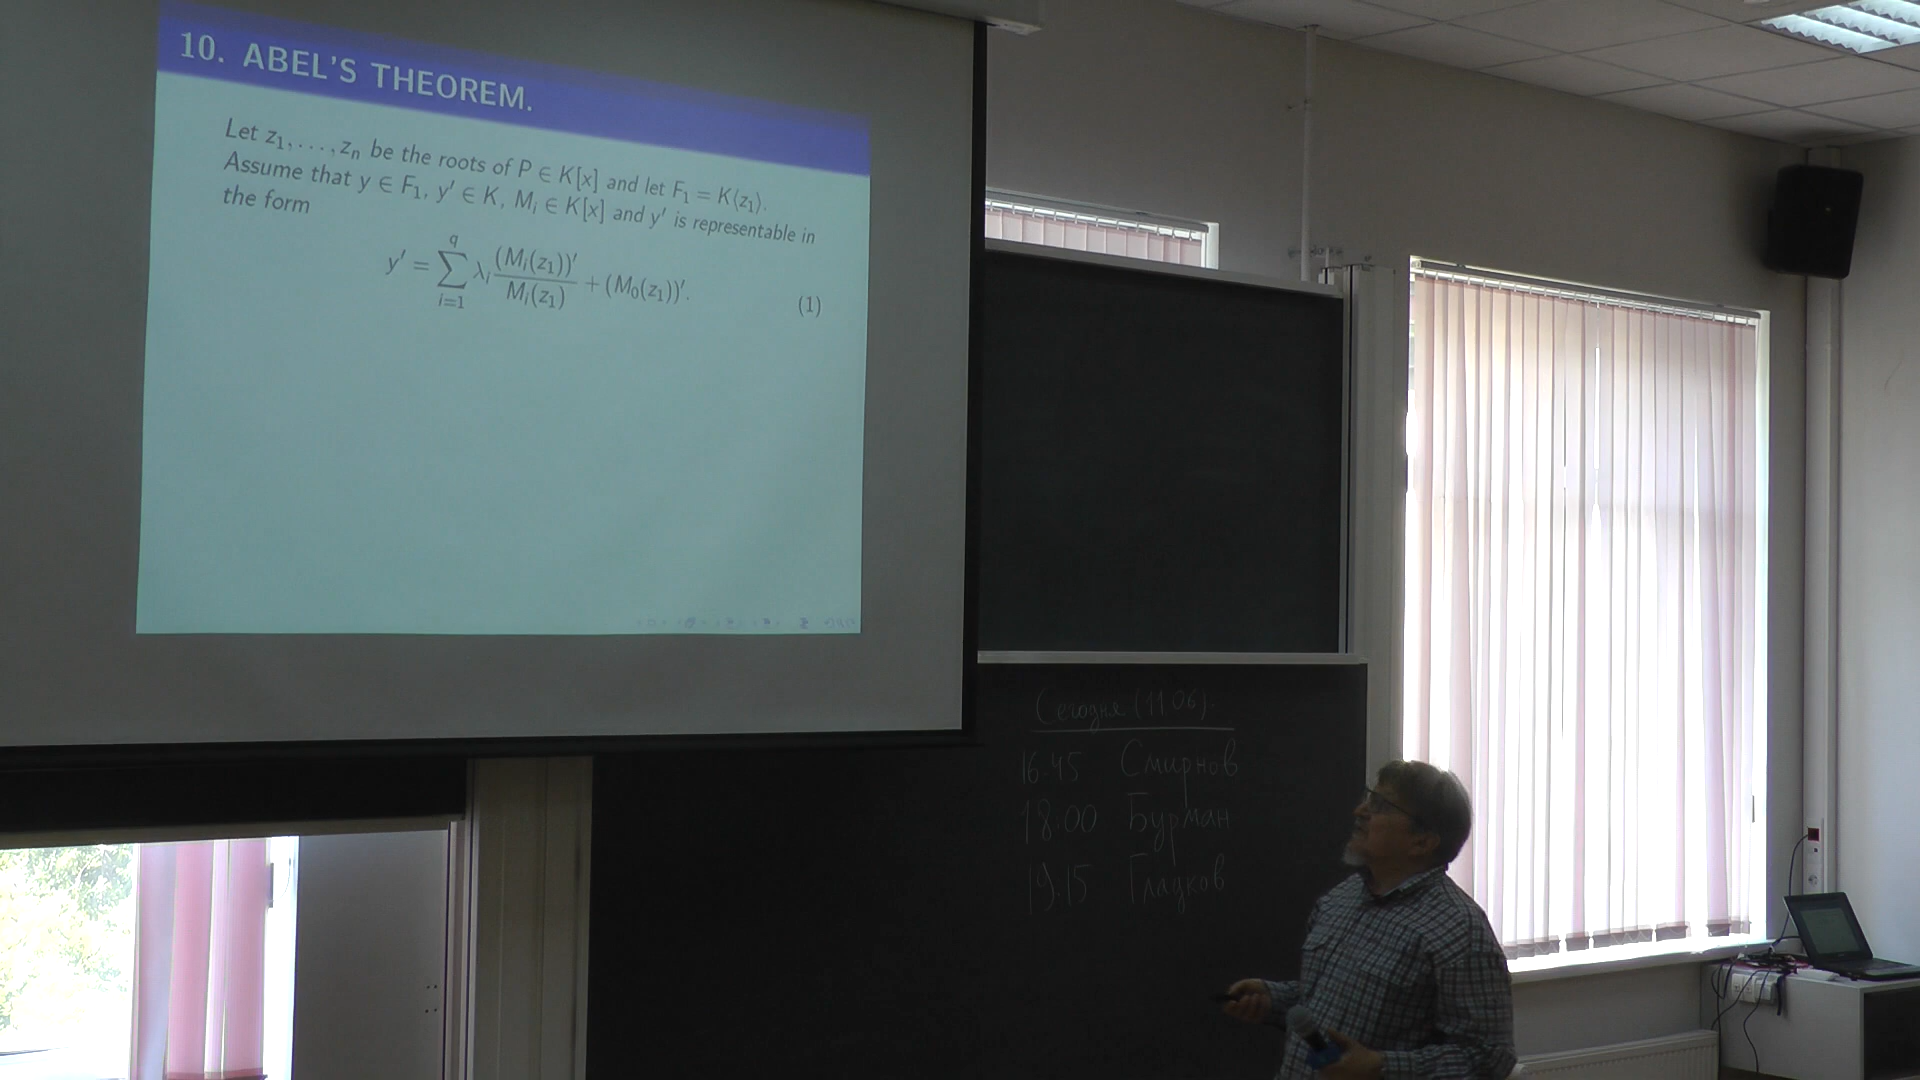 10. ABEL'S THEOREM.
Let z₁, . . . , zₙ be the roots of P ∈ K[x] and let F₁ = K⟨z₁⟩.
Assume that y ∈ F₁, y′ ∈ K, Mᵢ ∈ K[x] and y′ is representable in
the form
y′ = ∑_{i=1}^{q} λᵢ (Mᵢ(z₁))′ / Mᵢ(z₁) + (M₀(z₁))′. (1)
Сегодня (11.06).
16.45 Смирнов
18.00 Бурман
19.15 Гладков